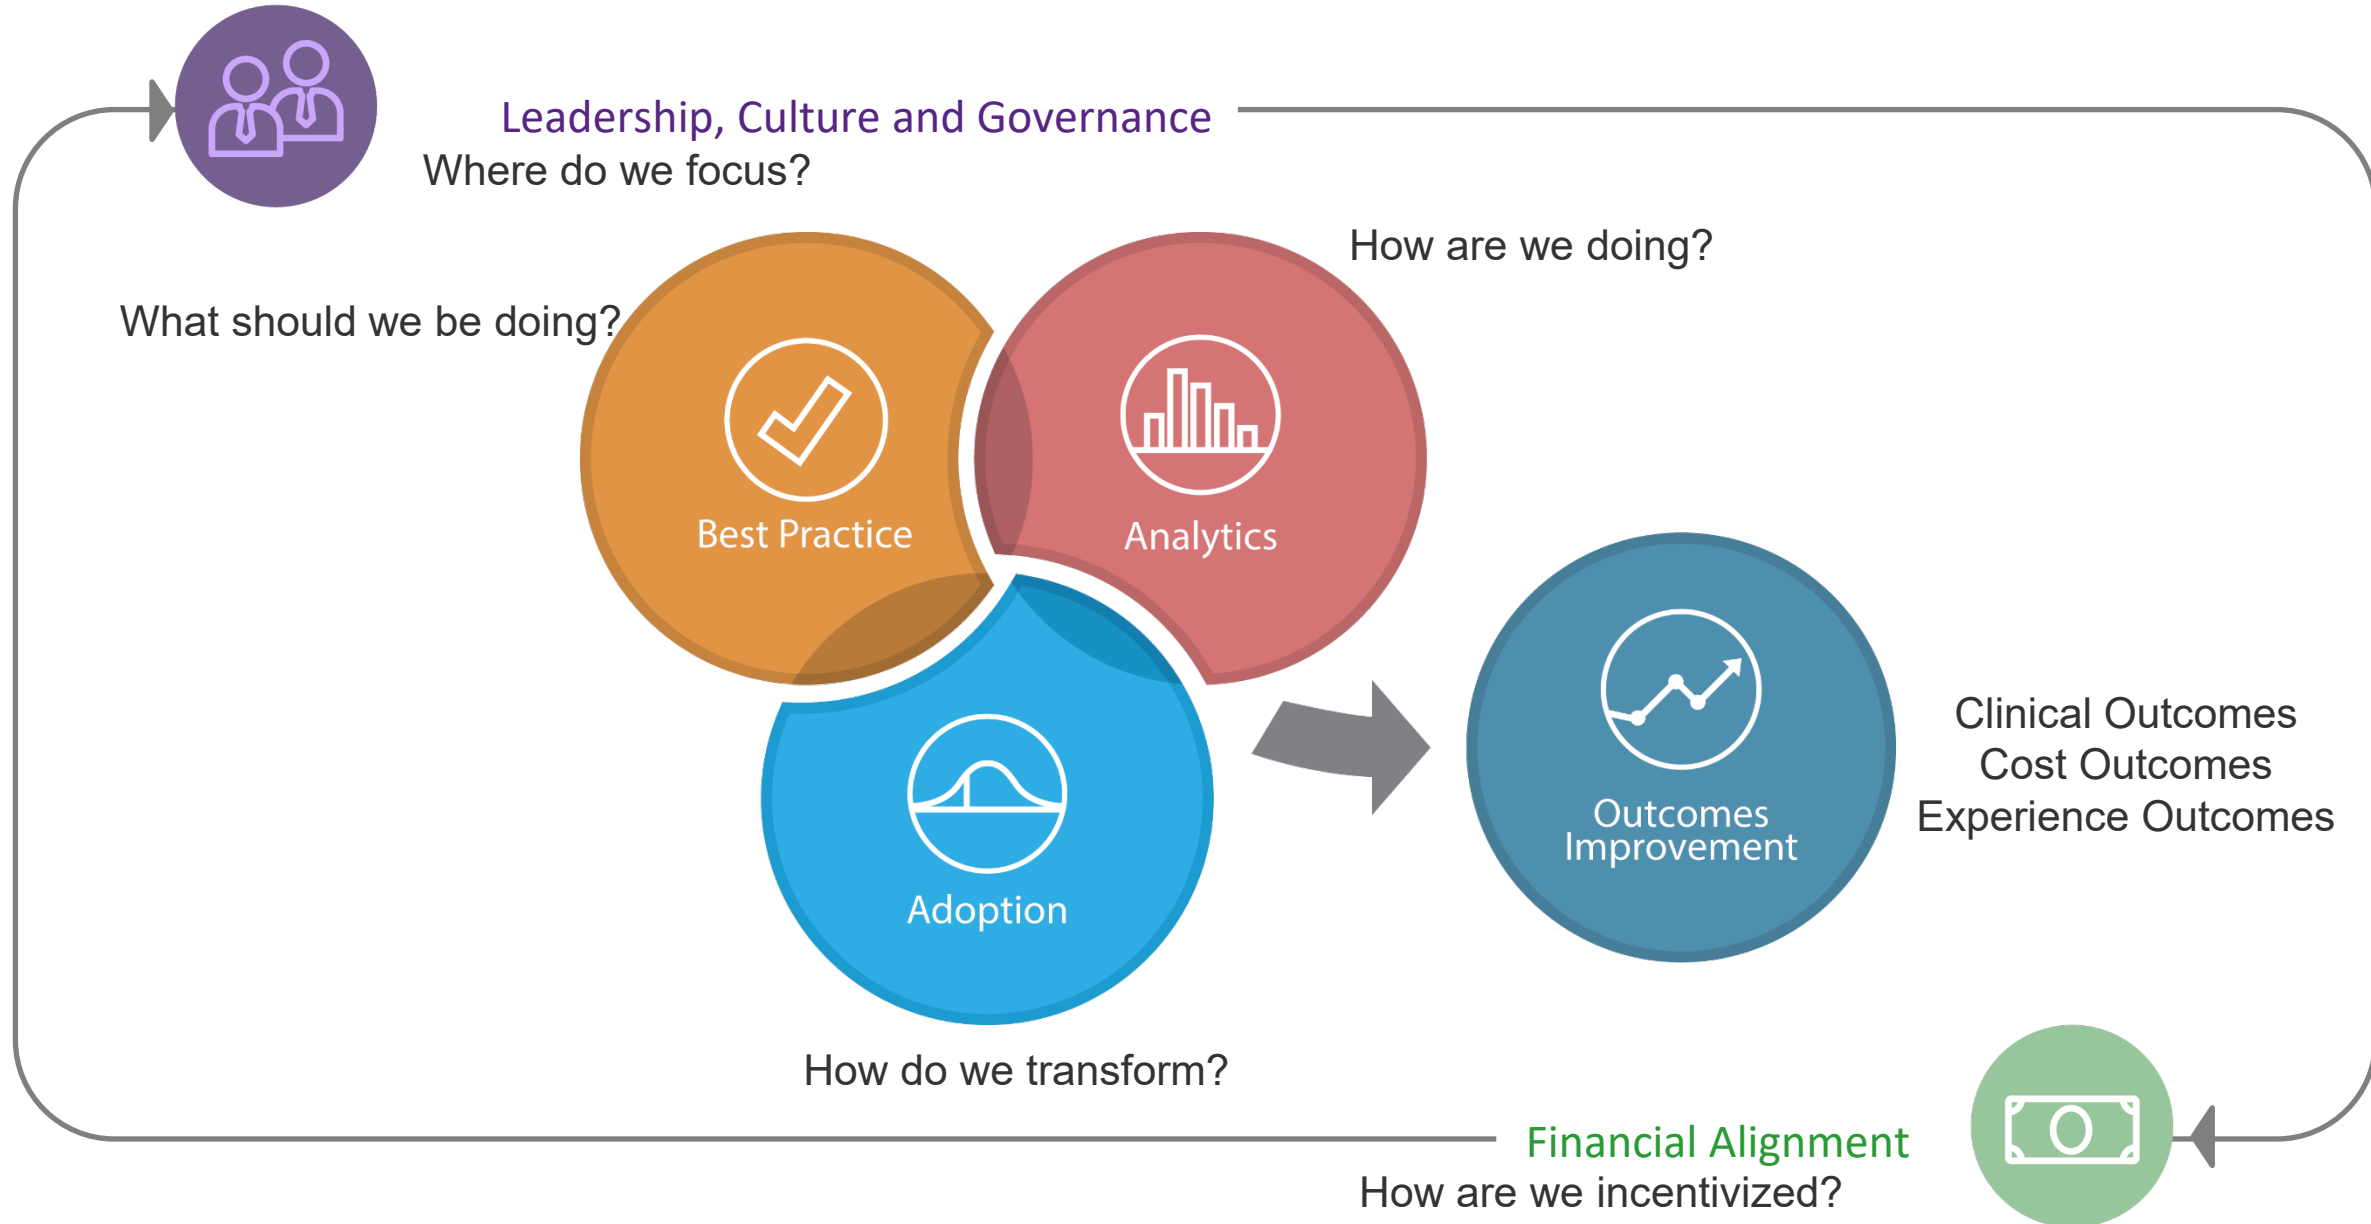 Leadership, Culture and Governance
Where do we focus?
How are we doing?
What should we be doing?
Best Practice
Analytics
Adoption
Outcomes
Improvement
Clinical Outcomes
Cost Outcomes
Experience Outcomes
How do we transform?
Financial Alignment
How are we incentivized?